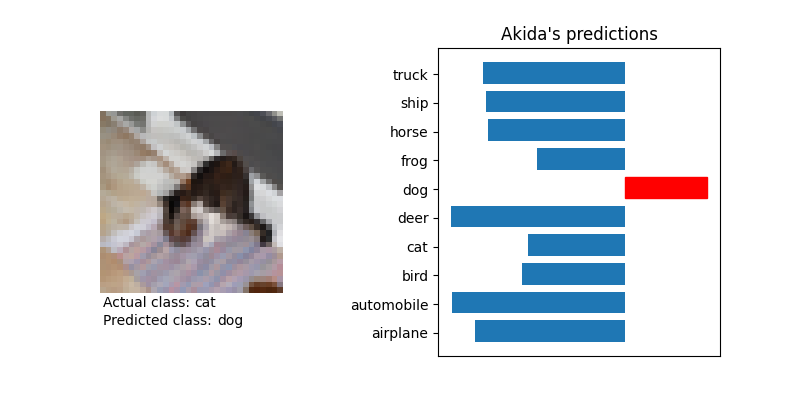 Akida's predictions
truck
ship
horse
frog
dog
deer
cat
bird
automobile
airplane
Actual class: cat
Predicted class: dog